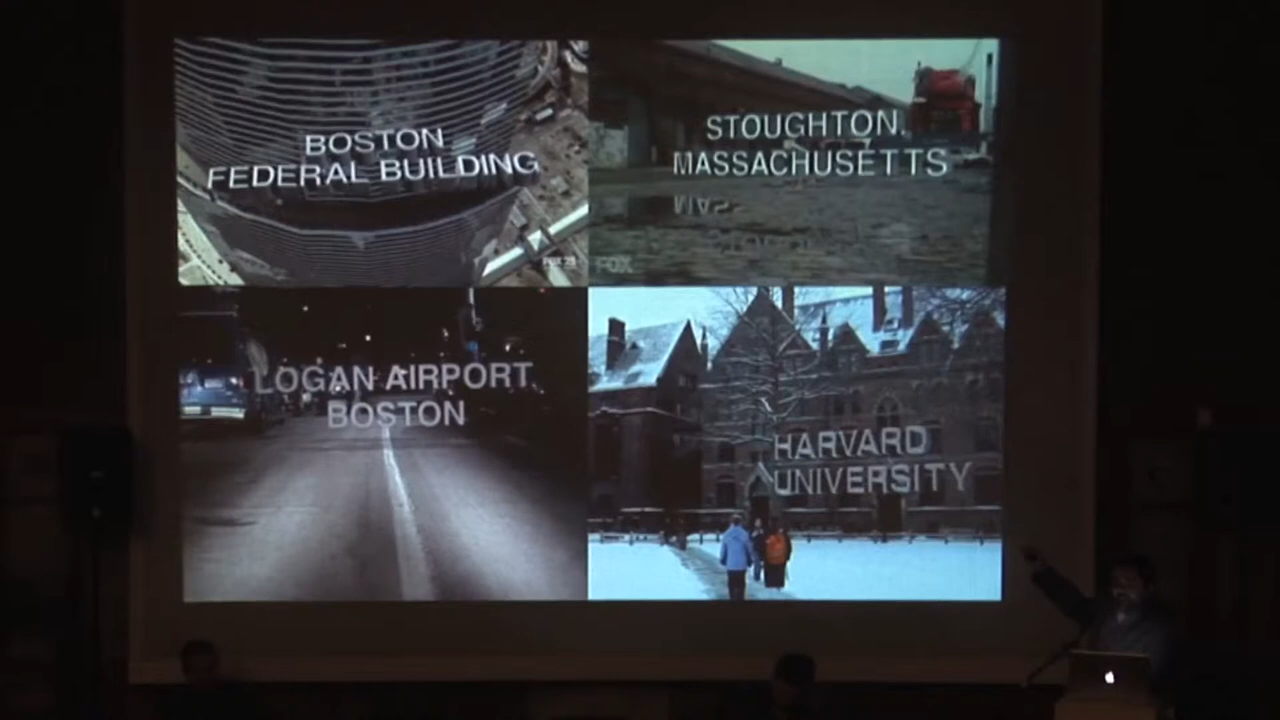 BOSTON
FEDERAL BUILDING
STOUGHTON,
MASSACHUSETTS
FOX
LOGAN AIRPORT
BOSTON
HARVARD
UNIVERSITY